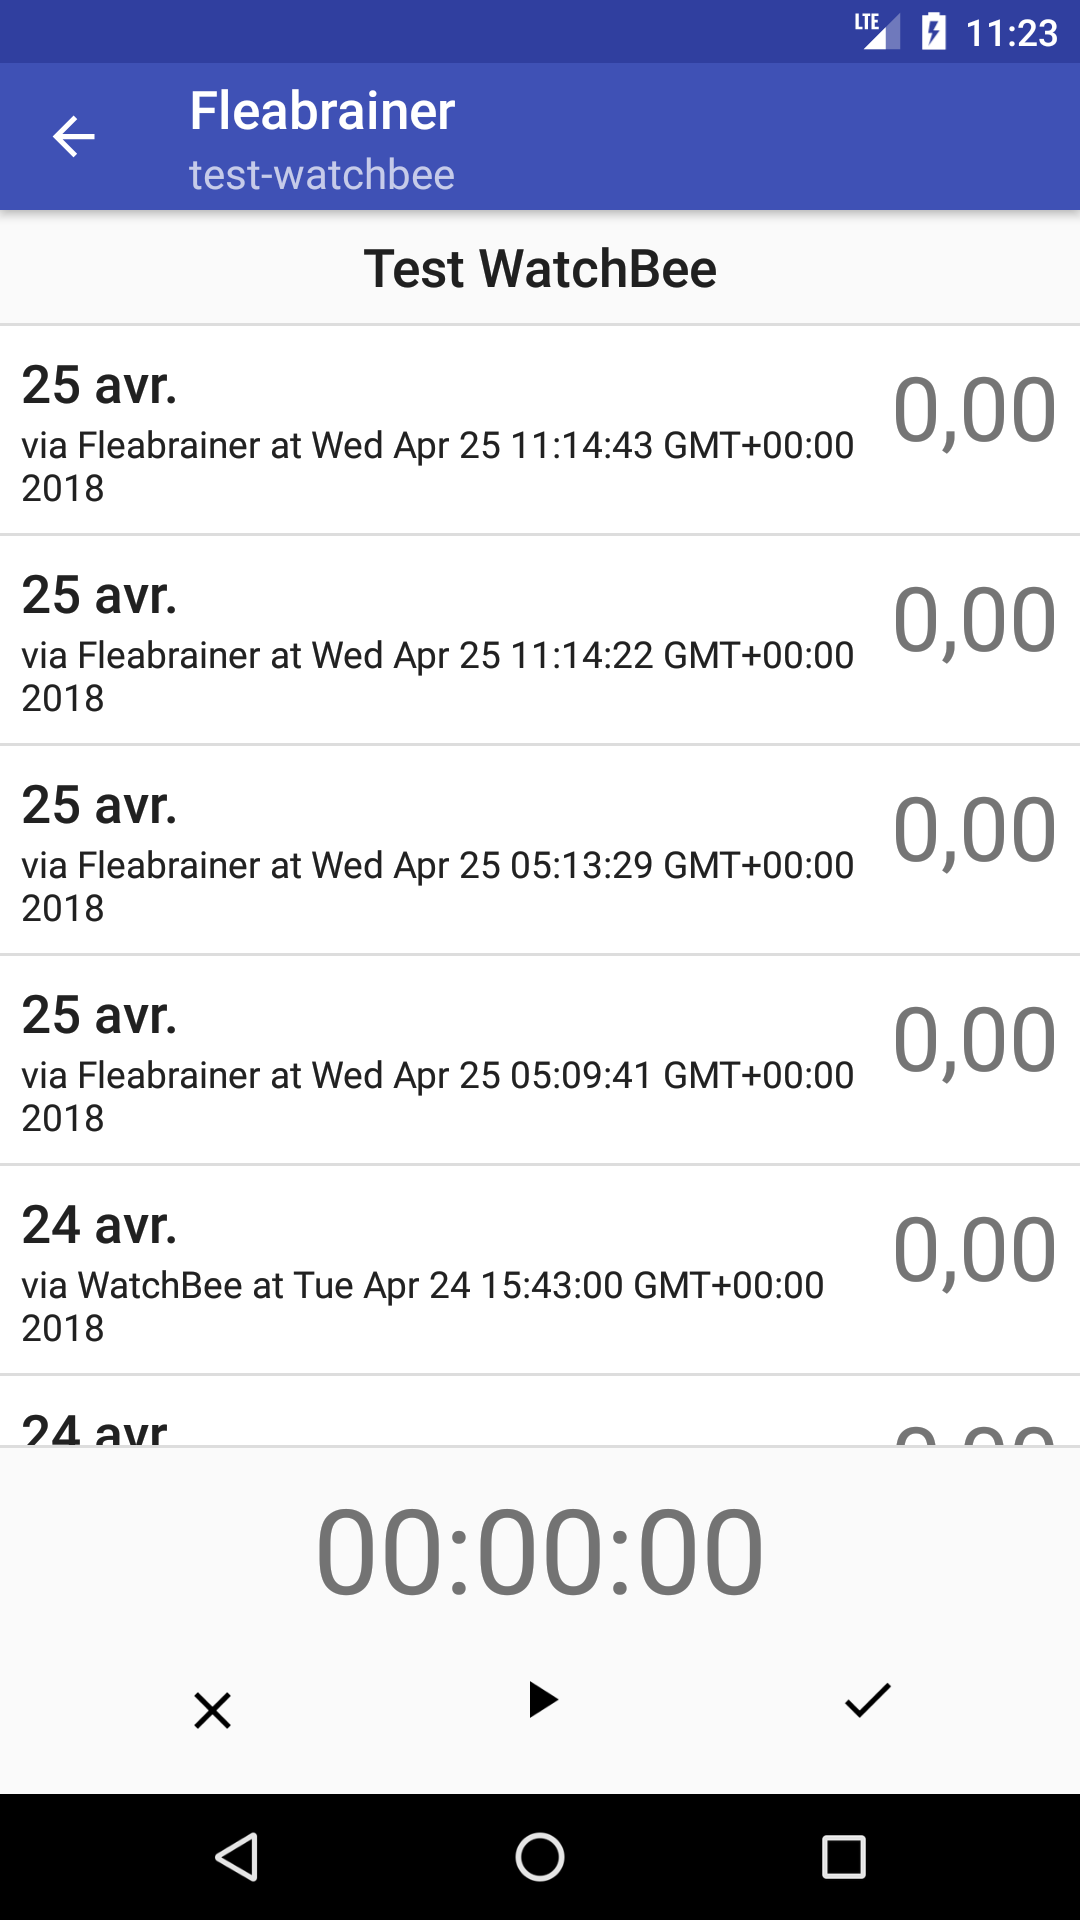 LTE 11:23
Fleabrainer
test-watchbee
Test WatchBee
25 avr.
0,00
via Fleabrainer at Wed Apr 25 11:14:43 GMT+00:00
2018
25 avr.
0,00
via Fleabrainer at Wed Apr 25 11:14:22 GMT+00:00
2018
25 avr.
0,00
via Fleabrainer at Wed Apr 25 05:13:29 GMT+00:00
2018
25 avr.
0,00
via Fleabrainer at Wed Apr 25 05:09:41 GMT+00:00
2018
24 avr.
0,00
via WatchBee at Tue Apr 24 15:43:00 GMT+00:00
2018
24 avr
0,00
00:00:00